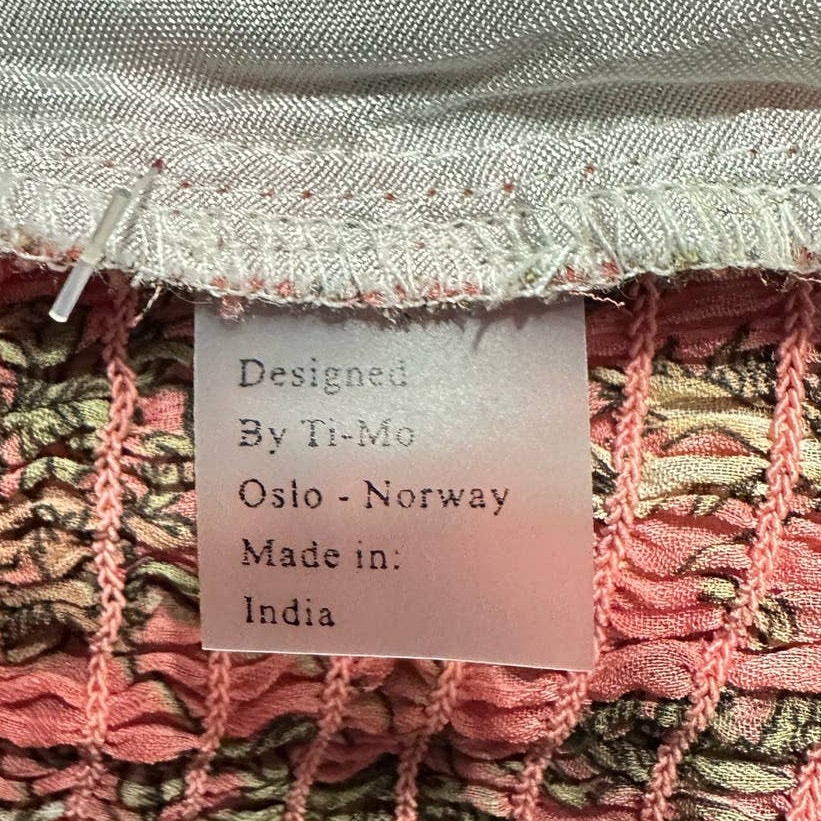 Designed
By Ti-Mo
Oslo - Norway
Made in:
India